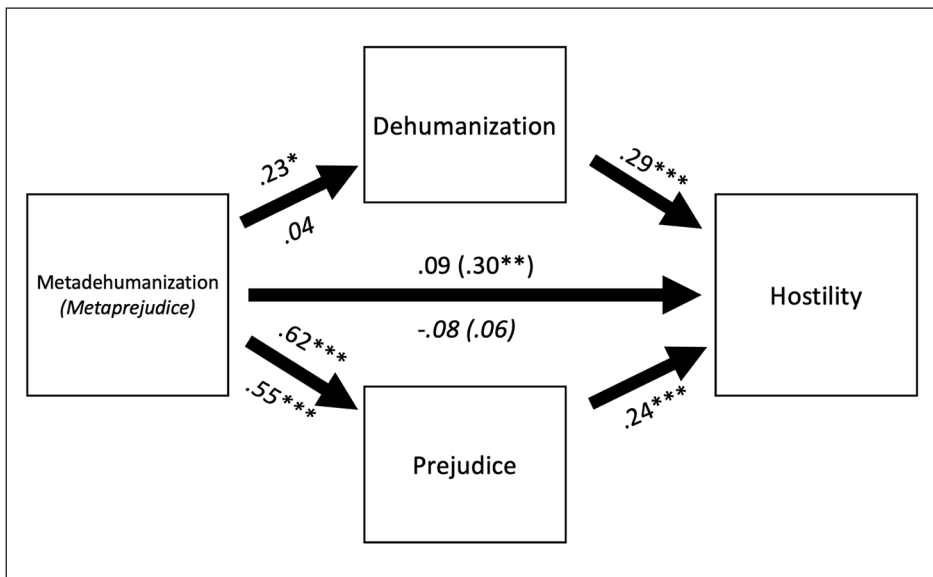 Dehumanization
.23*
.04
.29***
Metadehumanization
(Metaprejudice)
.09 (.30**)
-.08 (.06)
Hostility
.62***
.55***
.24***
Prejudice